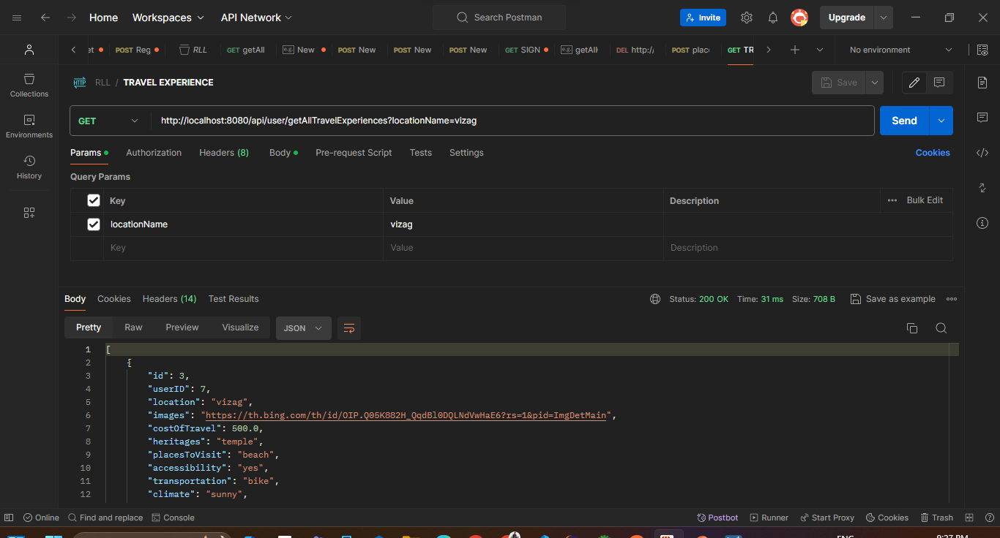 Home Workspaces API Network Search Postman Invite Upgrade
POST Reg RLL GET getAll e.g. New POST New POST New POST New GET SIGN e.g. getAll DEL http:/ POST plac GET TR No environment
HTTP RLL / TRAVEL EXPERIENCE Save
Collections
GET http://localhost:8080/api/user/getAllTravelExperiences?locationName=vizag Send
Environments
Params Authorization Headers (8) Body Pre-request Script Tests Settings Cookies
History
Query Params
Key Value Description Bulk Edit
locationName vizag
Key Value Description
Body Cookies Headers (14) Test Results Status: 200 OK Time: 31 ms Size: 708 B Save as example
Pretty Raw Preview Visualize JSON
1 [
2 {
3 "id": 3,
4 "userID": 7,
5 "location": "vizag",
6 "images": "https://th.bing.com/th/id/OIP.Q05K882H_QqdBl0DQLNdVwHaE6?rs=1&pid=ImgDetMain",
7 "costOfTravel": 500.0,
8 "heritages": "temple",
9 "placesToVisit": "beach",
10 "accessibility": "yes",
11 "transportation": "bike",
12 "climate": "sunny",
Online Find and replace Console Postbot Runner Start Proxy Cookies Trash
ENG 9:27 PM